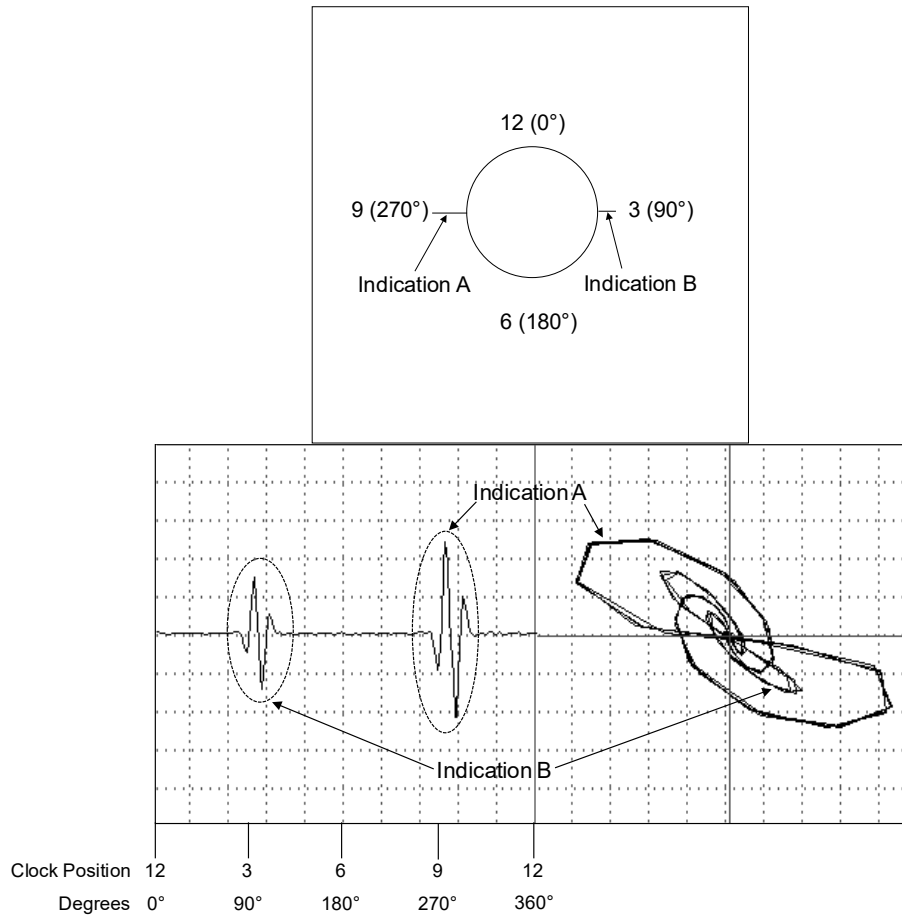 12 (0°)
9 (270°)
3 (90°)
Indication A
Indication B
6 (180°)
Indication A
Indication B
Clock Position 12 3 6 9 12
Degrees 0° 90° 180° 270° 360°